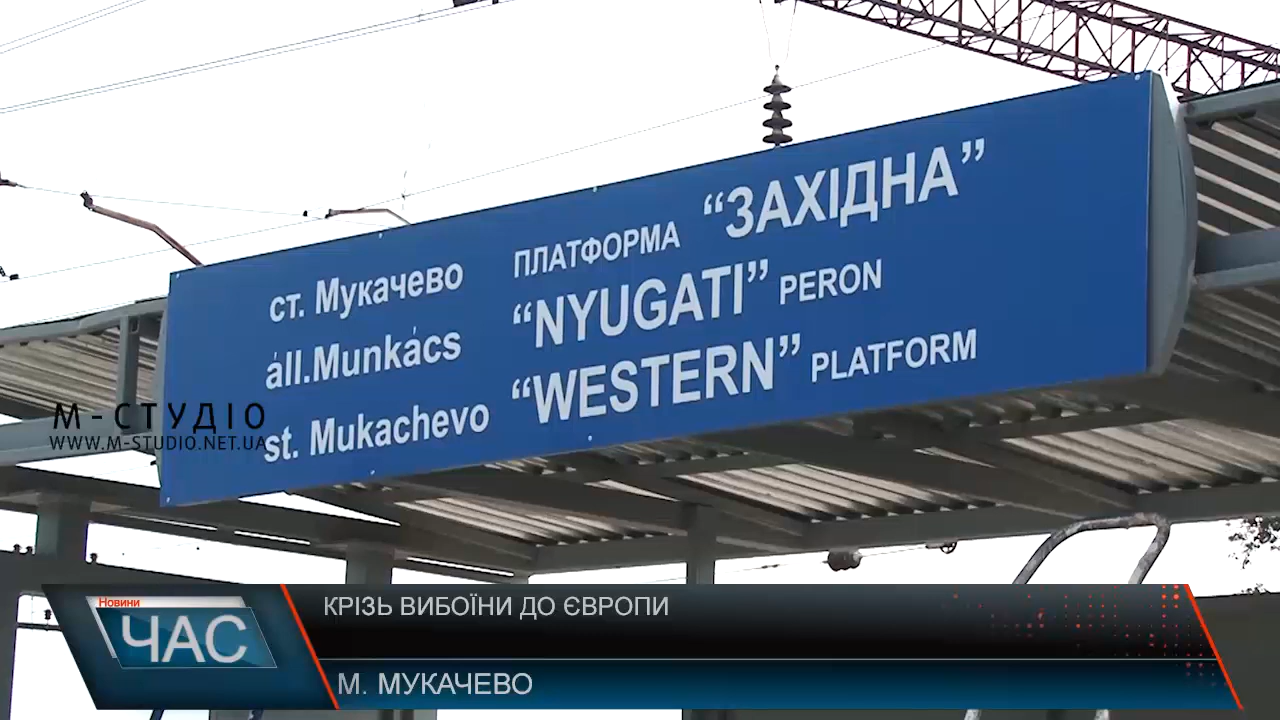 ст. Мукачево ПЛАТФОРМА “ЗАХІДНА”
áll.Munkács “NYUGATI” PERON
st. Mukachevo “WESTERN” PLATFORM
М-СТУДІО
WWW.M-STUDIO.NET.UA
Новини
ЧАС
КРІЗЬ ВИБОЇНИ ДО ЄВРОПИ
М. МУКАЧЕВО